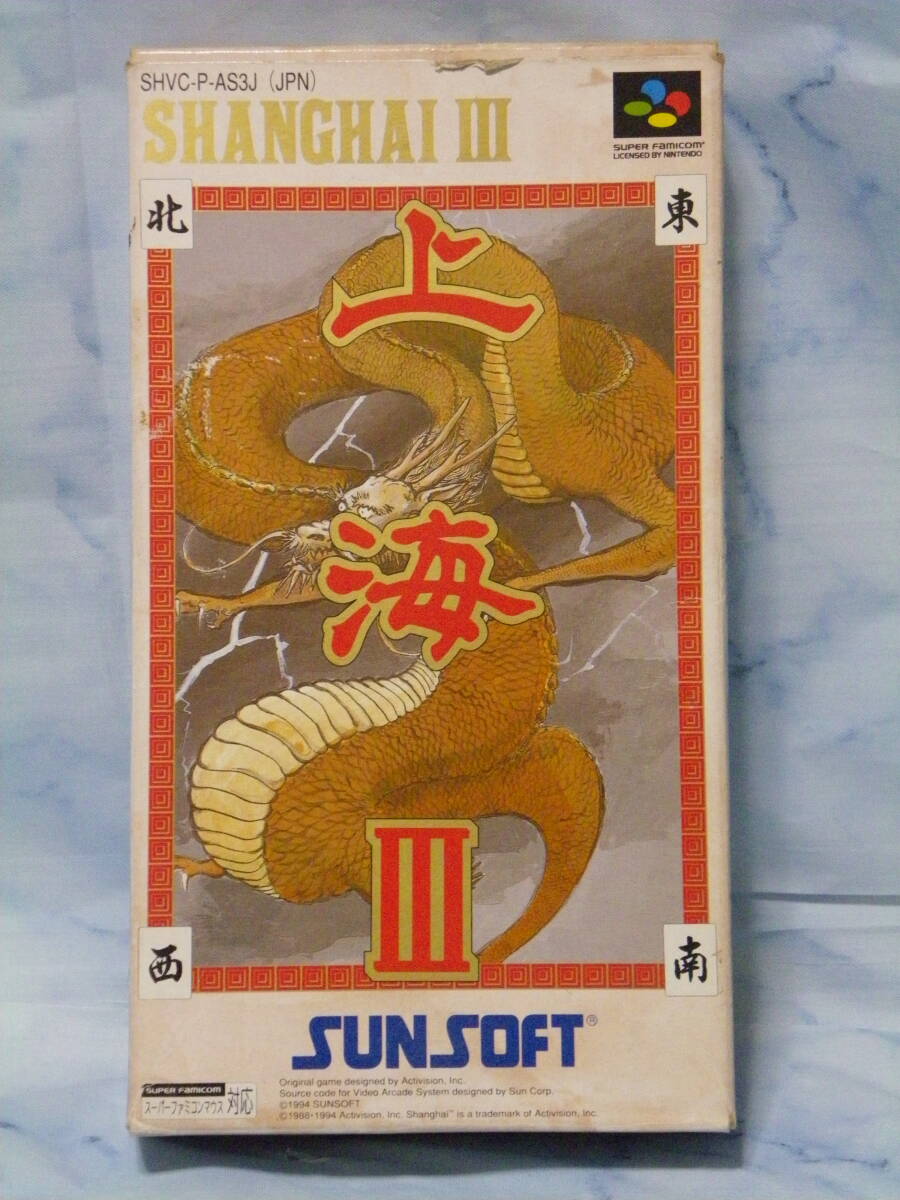 SHVC-P-AS3J (JPN)
SHANGHAI III
SUPER FAMICOM
LICENSED BY NINTENDO
北
東
上
海
III
西
南
SUNSOFT®
SUPER FAMICOM
スーパーファミコンマウス 対応
Original game designed by Activision, Inc.
Source code for Video Arcade System designed by Sun Corp.
©1994 SUNSOFT
©1988-1994 Activision, Inc. Shanghai™ is a trademark of Activision, Inc.